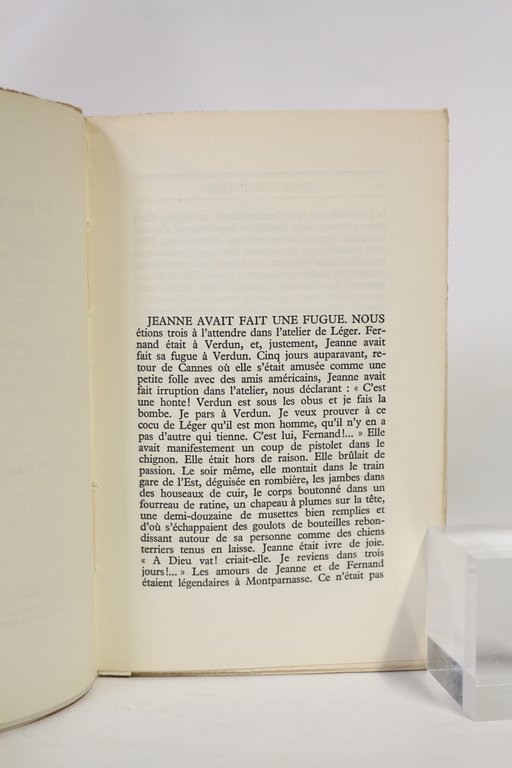 JEANNE AVAIT FAIT UNE FUGUE. NOUS
étions trois à l'attendre dans l'atelier de Léger. Fer-
nand était à Verdun, et, justement, Jeanne avait
fait sa fugue à Verdun. Cinq jours auparavant, re-
tour de Cannes où elle s'était amusée comme une
petite folle avec des amis américains, Jeanne avait
fait irruption dans l'atelier, nous déclarant : « C'est
une honte! Verdun est sous les obus et je fais la
bombe. Je pars à Verdun. Je veux prouver à ce
cocu de Léger qu'il est mon homme, qu'il n'y en a
pas d'autre qui tienne. C'est lui, Fernand!... » Elle
avait manifestement un coup de pistolet dans le
chignon. Elle était hors de raison. Elle brûlait de
passion. Le soir même, elle montait dans le train
gare de l'Est, déguisée en rombière, les jambes dans
des houseaux de cuir, le corps boutonné dans un
fourreau de ratine, un chapeau à plumes sur la tête,
une demi-douzaine de musettes bien remplies et
d'où s'échappaient des goulots de bouteilles rebon-
dissant autour de sa personne comme des chiens
terriers tenus en laisse. Jeanne était ivre de joie.
« A Dieu vat! criait-elle. Je reviens dans trois
jours!... » Les amours de Jeanne et de Fernand
étaient légendaires à Montparnasse. Ce n'était pas